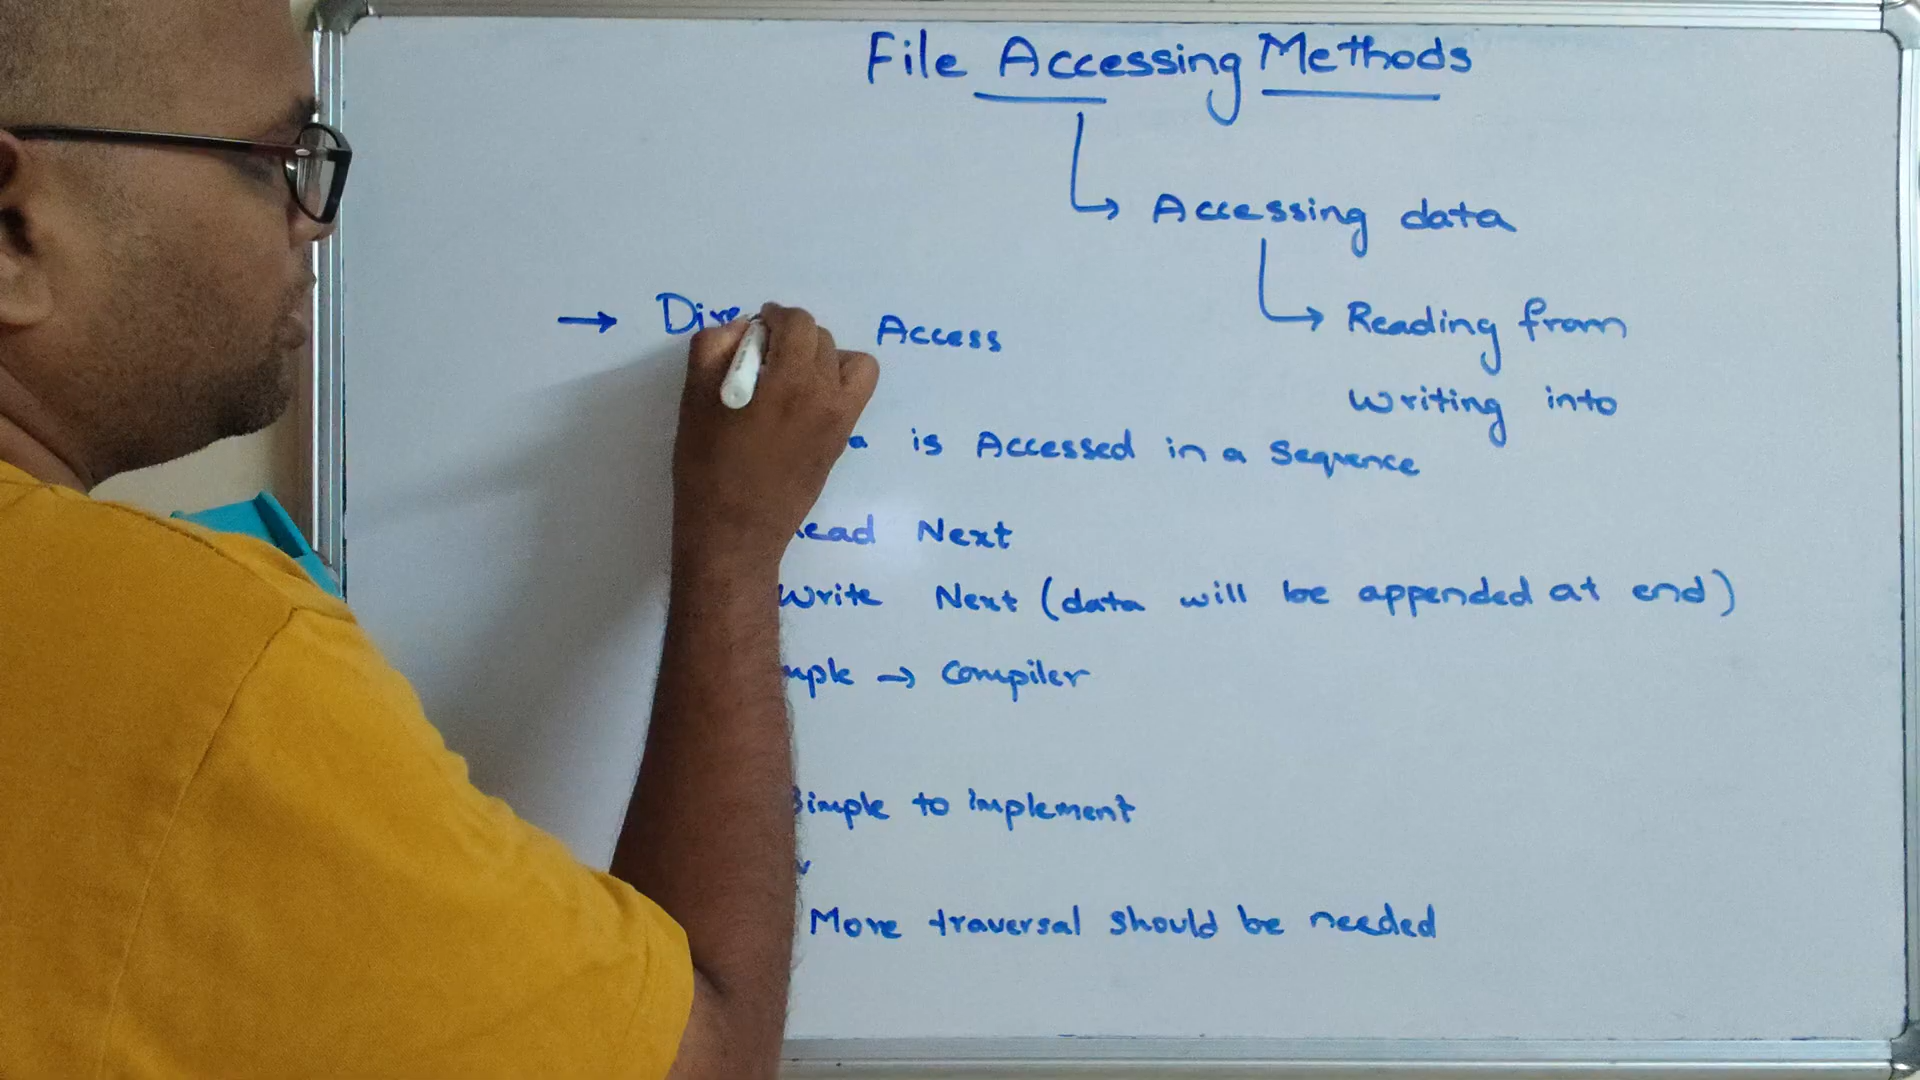 File Accessing Methods
Accessing data
→ Dire Access
Reading from
writing into
is Accessed in a Sequence
Next
Write Next (data will be appended at end)
→ Compiler
Simple to implement
More traversal should be needed